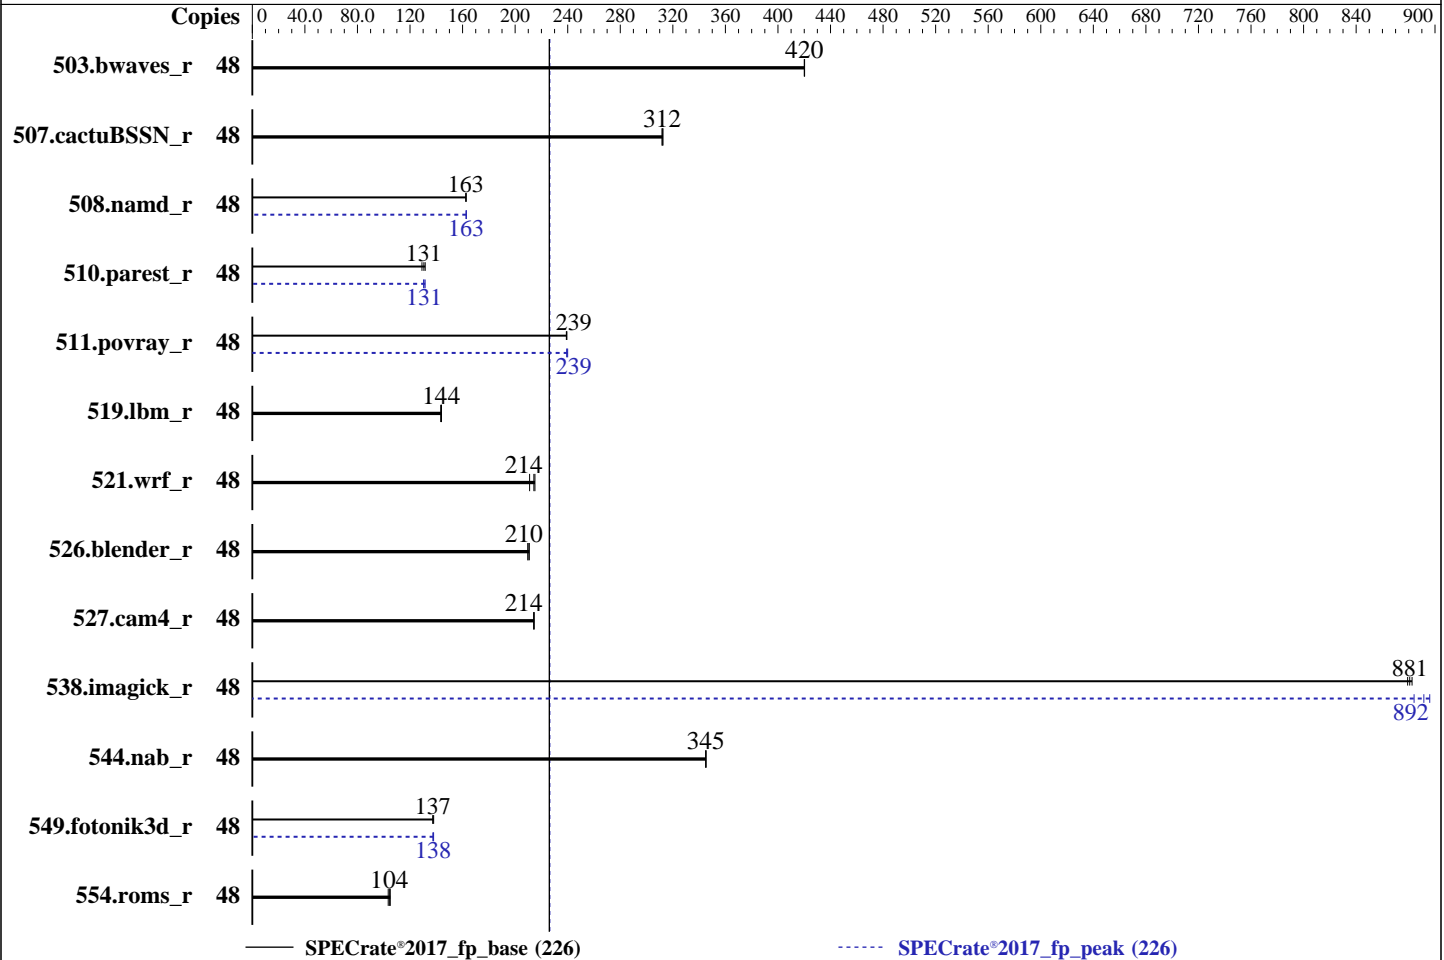 Copies 0 40.0 80.0 120 160 200 240 280 320 360 400 440 480 520 560 600 640 680 720 760 800 840 900
503.bwaves_r 48 420
507.cactuBSSN_r 48 312
508.namd_r 48 163
163
510.parest_r 48 131
131
511.povray_r 48 239
239
519.lbm_r 48 144
521.wrf_r 48 214
526.blender_r 48 210
527.cam4_r 48 214
538.imagick_r 48 881
892
544.nab_r 48 345
549.fotonik3d_r 48 137
138
554.roms_r 48 104
SPECrate®2017_fp_base (226) SPECrate®2017_fp_peak (226)